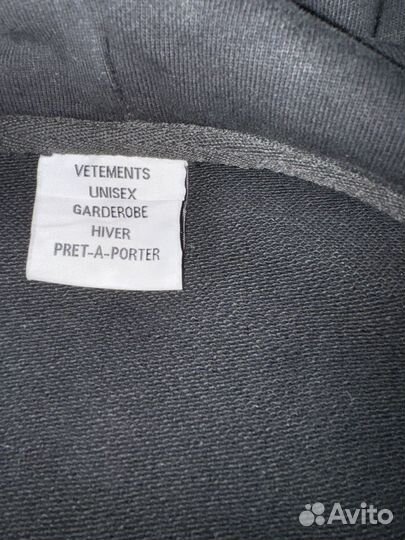 VETEMENTS
UNISEX
GARDEROBE
HIVER
PRET-A-PORTER
Avito